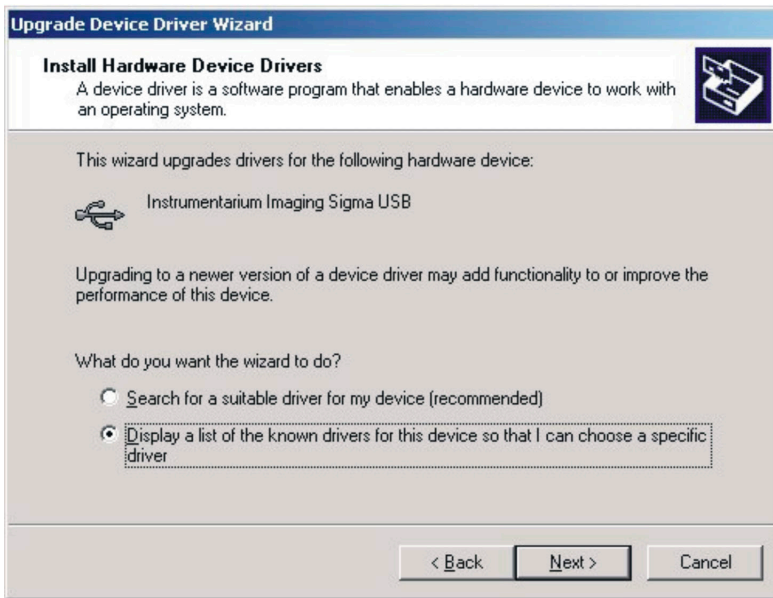 Upgrade Device Driver Wizard
Install Hardware Device Drivers
A device driver is a software program that enables a hardware device to work with
an operating system.
This wizard upgrades drivers for the following hardware device:
Instrumentarium Imaging Sigma USB
Upgrading to a newer version of a device driver may add functionality to or improve the
performance of this device.
What do you want the wizard to do?
Search for a suitable driver for my device (recommended)
Display a list of the known drivers for this device so that I can choose a specific
driver
< Back
Next >
Cancel